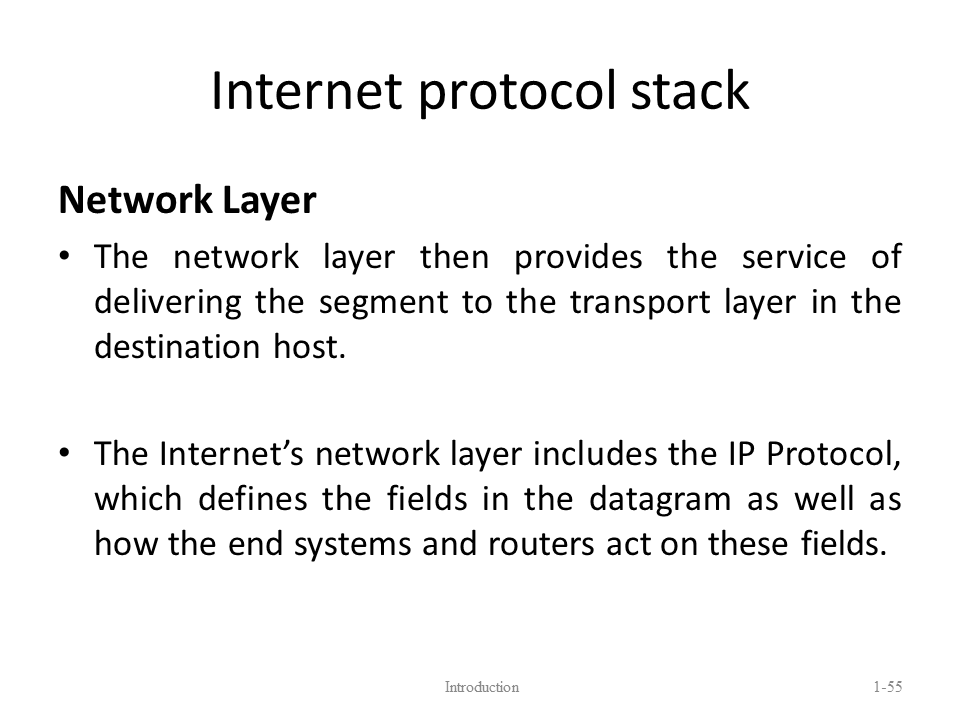 Internet protocol stack
Network Layer
• The network layer then provides the service of
delivering the segment to the transport layer in the
destination host.
• The Internet’s network layer includes the IP Protocol,
which defines the fields in the datagram as well as
how the end systems and routers act on these fields.
Introduction
1-55